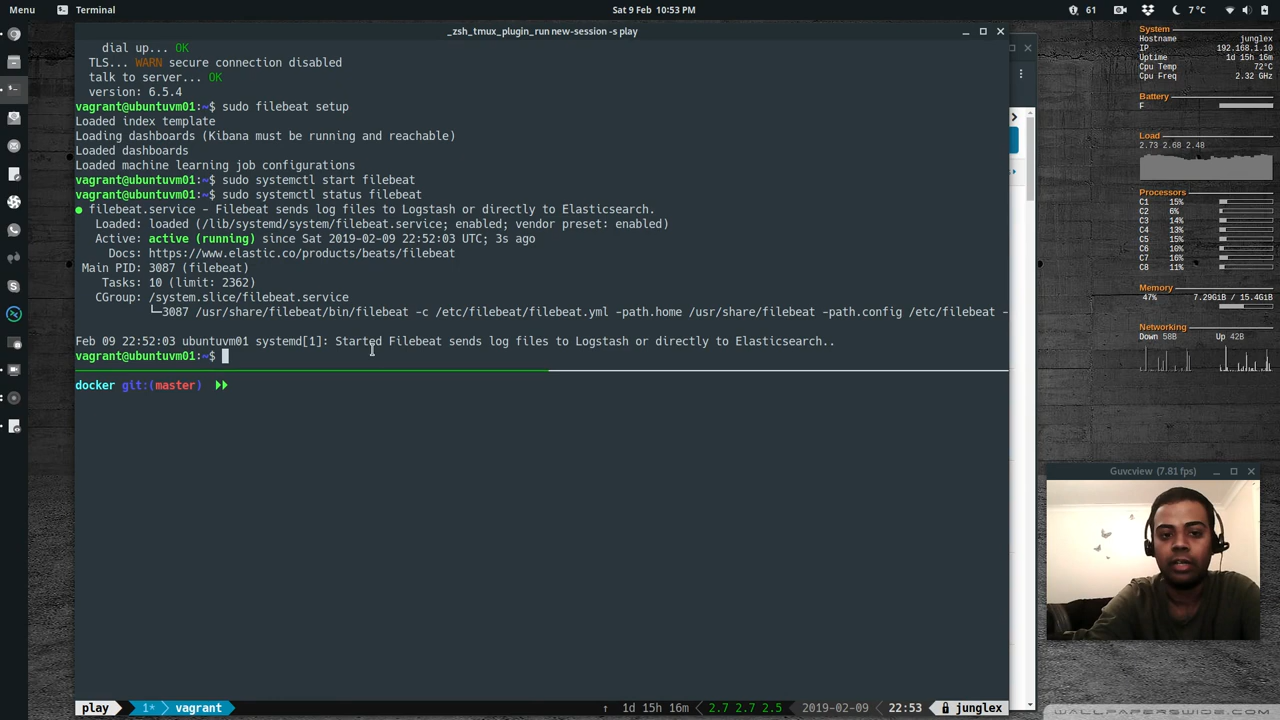 Menu
Terminal
Sat 9 Feb 10:53 PM
61
7°C
_zsh_tmux_plugin_run new-session -s play
dial up... OK
TLS... WARN secure connection disabled
talk to server... OK
version: 6.5.4
vagrant@ubuntuvm01:~$ sudo filebeat setup
Loaded index template
Loading dashboards (Kibana must be running and reachable)
Loaded dashboards
Loaded machine learning job configurations
vagrant@ubuntuvm01:~$ sudo systemctl start filebeat
vagrant@ubuntuvm01:~$ sudo systemctl status filebeat
● filebeat.service - Filebeat sends log files to Logstash or directly to Elasticsearch.
Loaded: loaded (/lib/systemd/system/filebeat.service; enabled; vendor preset: enabled)
Active: active (running) since Sat 2019-02-09 22:52:03 UTC; 3s ago
Docs: https://www.elastic.co/products/beats/filebeat
Main PID: 3087 (filebeat)
Tasks: 10 (limit: 2362)
CGroup: /system.slice/filebeat.service
└─3087 /usr/share/filebeat/bin/filebeat -c /etc/filebeat/filebeat.yml -path.home /usr/share/filebeat -path.config /etc/filebeat -
Feb 09 22:52:03 ubuntuvm01 systemd[1]: Started Filebeat sends log files to Logstash or directly to Elasticsearch..
vagrant@ubuntuvm01:~$
docker git:(master)
play 1* vagrant
↑ 1d 15h 16m 2.7 2.7 2.5 2019-02-09 22:53 junglex
System
Hostname junglex
IP 192.168.1.10
Uptime 1d 15h 16m
Cpu Temp 72°C
Cpu Freq 2.32 GHz
Battery
F
Load
2.73 2.68 2.48
Processors
C1 15%
C2 6%
C3 14%
C4 13%
C5 15%
C6 10%
C7 16%
C8 11%
Memory
47% 7.29GiB / 15.4GiB
Networking
Down 58B Up 42B
Guvcview (7.81 fps)
WALLPAPERSWIDE.COM